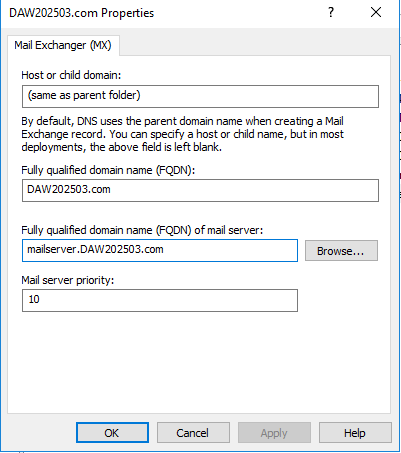 DAW202503.com Properties
?
Mail Exchanger (MX)
Host or child domain:
(same as parent folder)
By default, DNS uses the parent domain name when creating a Mail
Exchange record. You can specify a host or child name, but in most
deployments, the above field is left blank.
Fully qualified domain name (FQDN):
DAW202503.com
Fully qualified domain name (FQDN) of mail server:
mailserver.DAW202503.com
Browse...
Mail server priority:
10
OK Cancel Apply Help